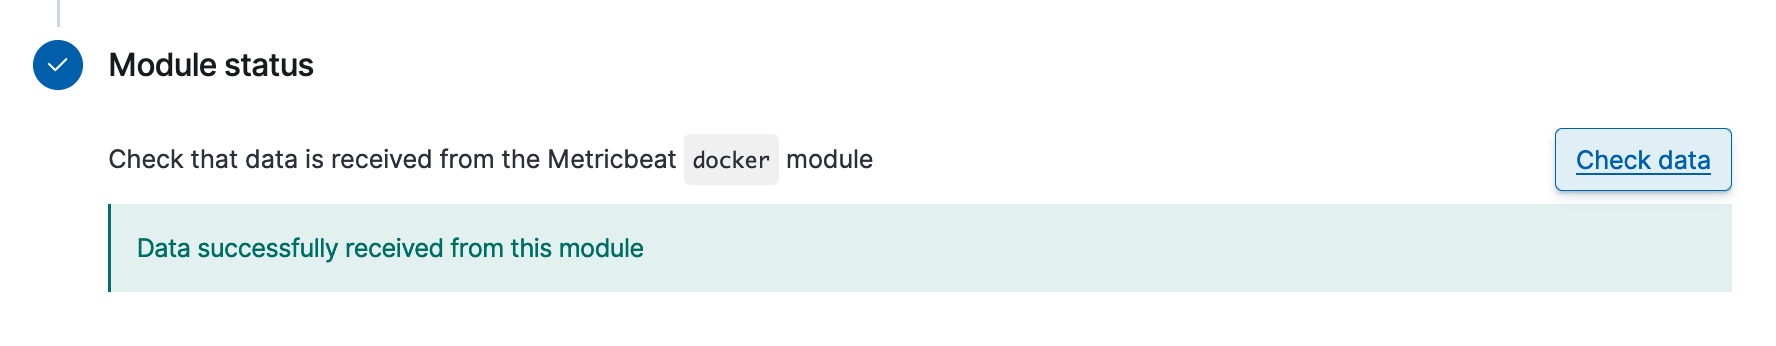 Module status
Check that data is received from the Metricbeat docker module
Check data
Data successfully received from this module